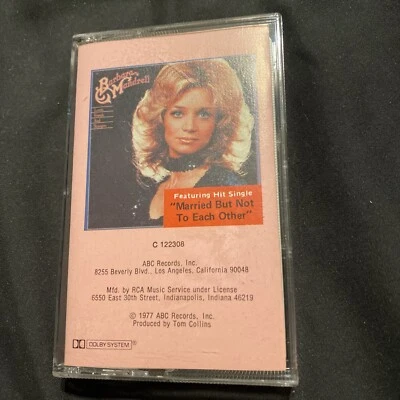 Barbara
Mandrell
Featuring Hit Single
"Married But Not
To Each Other"
C 122308
ABC Records, Inc.
8255 Beverly Blvd., Los Angeles, California 90048
Mfd. by RCA Music Service under License
6550 East 30th Street, Indianapolis, Indiana 46219
© 1977 ABC Records, Inc.
Produced by Tom Collins
DOLBY SYSTEM ®